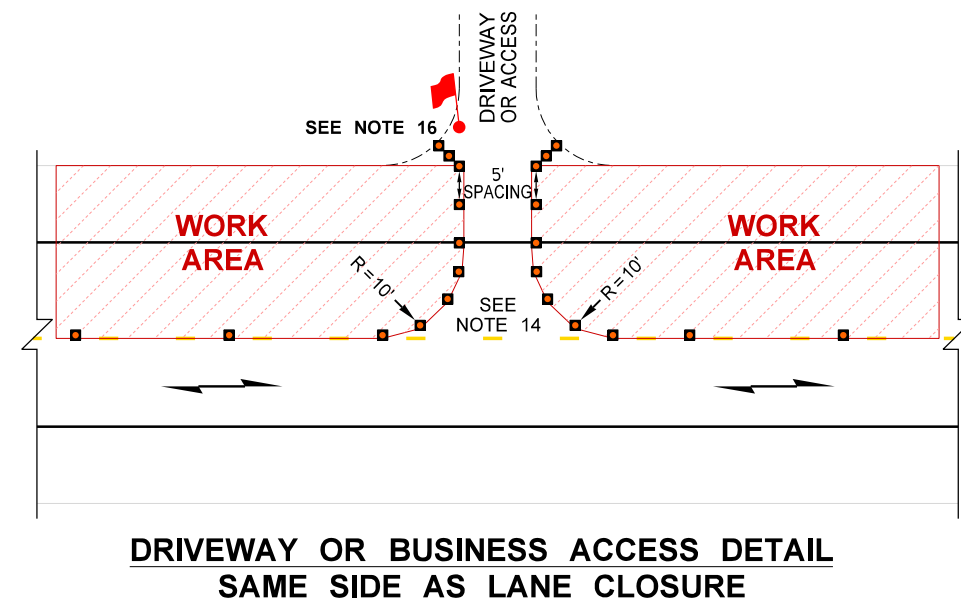 DRIVEWAY
OR ACCESS
SEE NOTE 16
5'
SPACING
WORK
AREA
WORK
AREA
R=10'
R=10'
SEE
NOTE 14
DRIVEWAY OR BUSINESS ACCESS DETAIL
SAME SIDE AS LANE CLOSURE